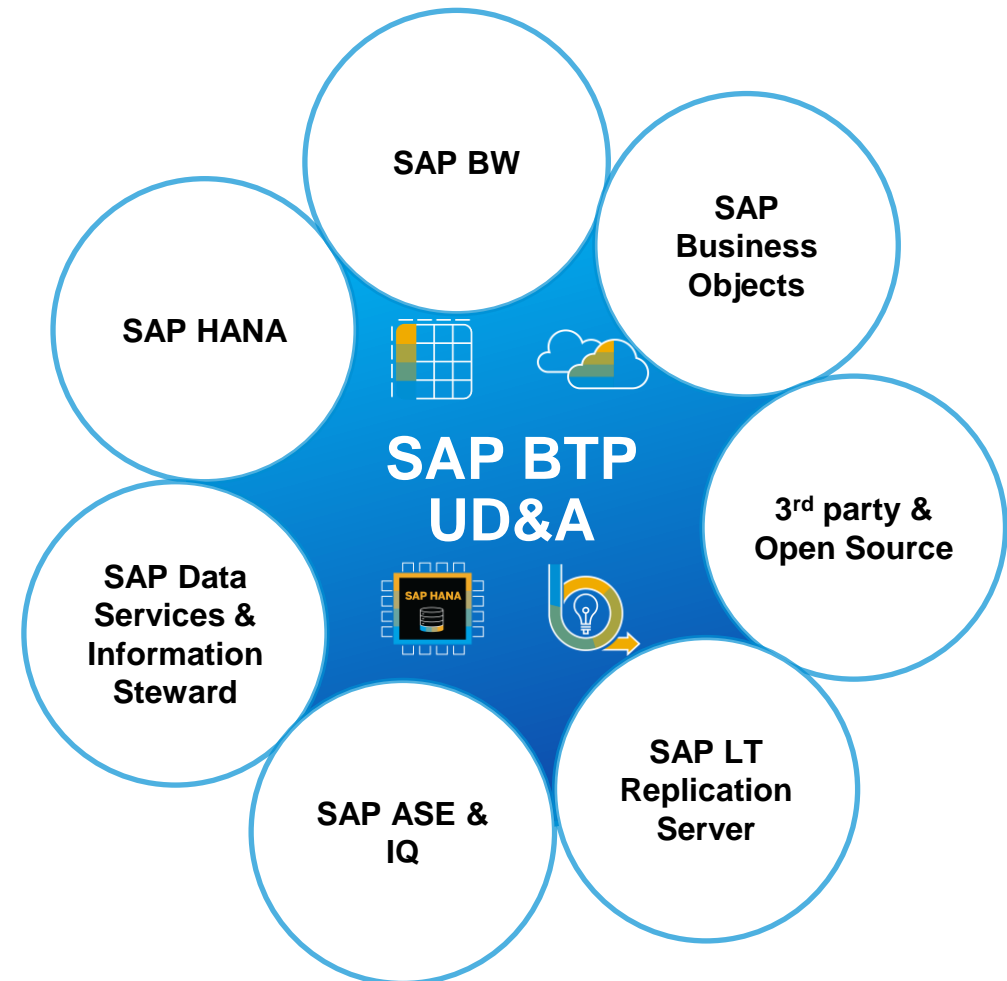 SAP BW
SAP
Business
Objects
SAP HANA
SAP BTP
UD&A
3rd party &
Open Source
SAP HANA
SAP Data
Services &
Information
Steward
SAP LT
Replication
Server
SAP ASE &
IQ